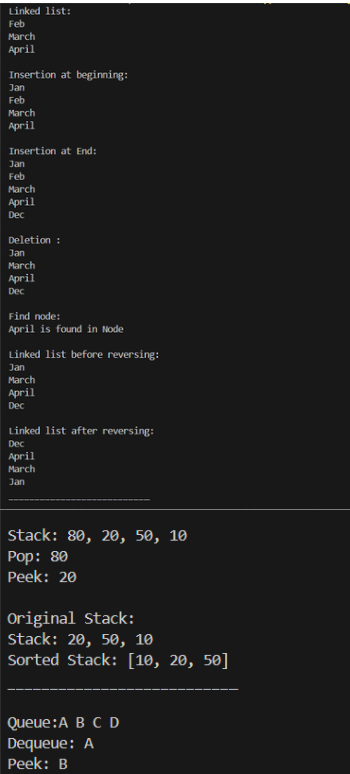 Linked list:
Feb
March
April
Insertion at beginning:
Jan
Feb
March
April
Insertion at End:
Jan
Feb
March
April
Dec
Deletion :
Jan
March
April
Dec
Find node:
April is found in Node
Linked list before reversing:
Jan
March
April
Dec
Linked list after reversing:
Dec
April
March
Jan
----------------------------
Stack: 80, 20, 50, 10
Pop: 80
Peek: 20
Original Stack:
Stack: 20, 50, 10
Sorted Stack: [10, 20, 50]
----------------------------
Queue:A B C D
Dequeue: A
Peek: B